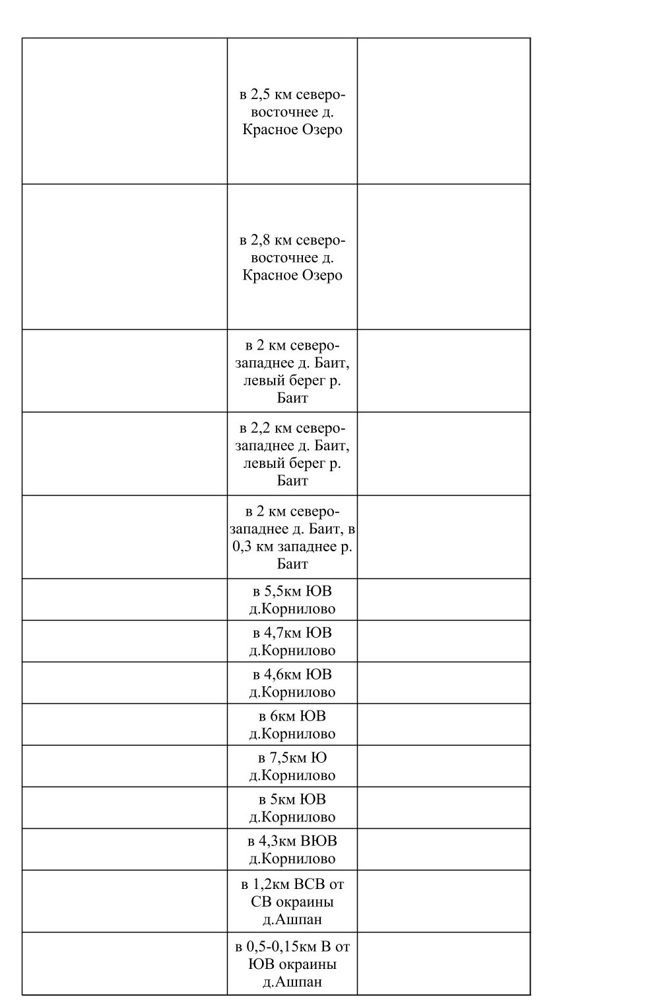 в 2,5 км северо-
восточнее д.
Красное Озеро
в 2,8 км северо-
восточнее д.
Красное Озеро
в 2 км северо-
западнее д. Баит,
левый берег р.
Баит
в 2,2 км северо-
западнее д. Баит,
левый берег р.
Баит
в 2 км северо-
западнее д. Баит, в
0,3 км западнее р.
Баит
в 5,5км ЮВ
д.Корнилово
в 4,7км ЮВ
д.Корнилово
в 4,6км ЮВ
д.Корнилово
в 6км ЮВ
д.Корнилово
в 7,5км Ю
д.Корнилово
в 5км ЮВ
д.Корнилово
в 4,3км ВЮВ
д.Корнилово
в 1,2км ВСВ от
СВ окраины
д.Ашпан
в 0,5-0,15км В от
ЮВ окраины
д.Ашпан